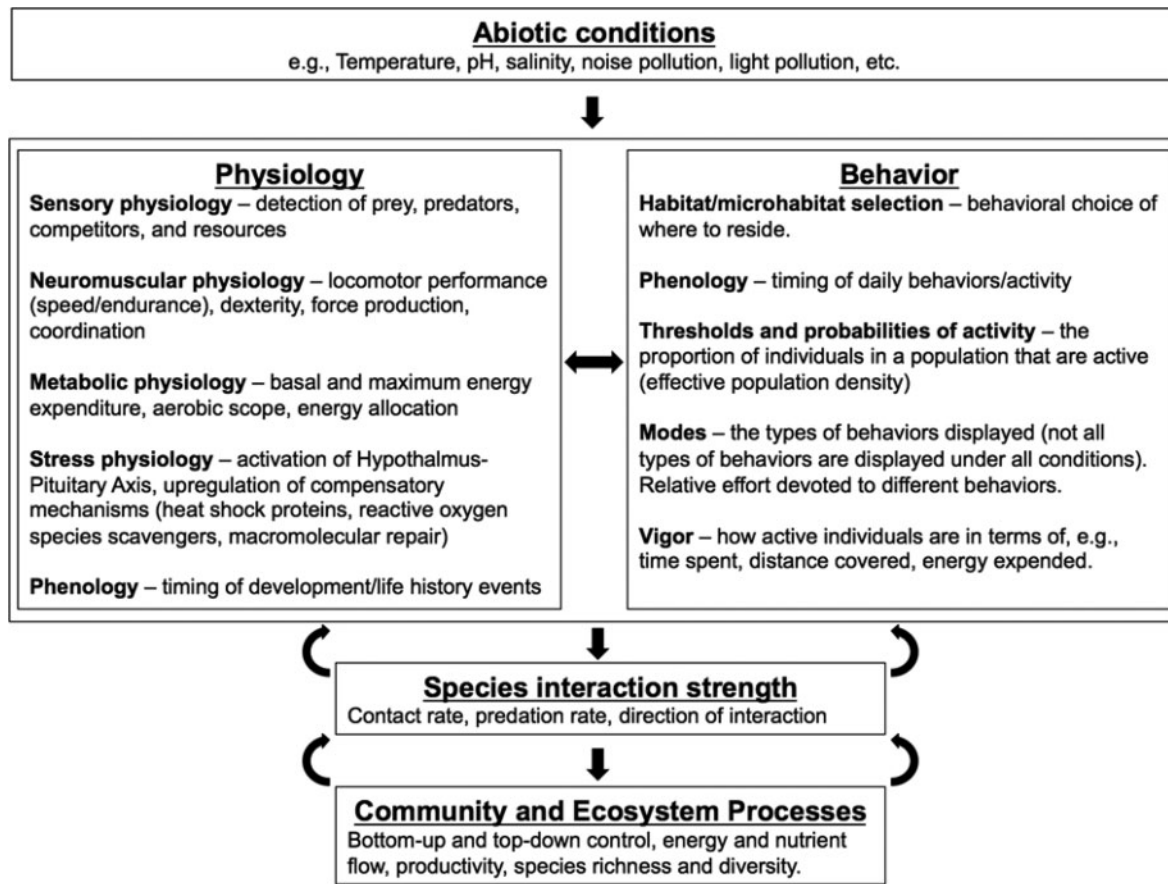 Abiotic conditions
e.g., Temperature, pH, salinity, noise pollution, light pollution, etc.
Physiology
Sensory physiology – detection of prey, predators,
competitors, and resources
Neuromuscular physiology – locomotor performance
(speed/endurance), dexterity, force production,
coordination
Metabolic physiology – basal and maximum energy
expenditure, aerobic scope, energy allocation
Stress physiology – activation of Hypothalmus-
Pituitary Axis, upregulation of compensatory
mechanisms (heat shock proteins, reactive oxygen
species scavengers, macromolecular repair)
Phenology – timing of development/life history events
Behavior
Habitat/microhabitat selection – behavioral choice of
where to reside.
Phenology – timing of daily behaviors/activity
Thresholds and probabilities of activity – the
proportion of individuals in a population that are active
(effective population density)
Modes – the types of behaviors displayed (not all
types of behaviors are displayed under all conditions).
Relative effort devoted to different behaviors.
Vigor – how active individuals are in terms of, e.g.,
time spent, distance covered, energy expended.
Species interaction strength
Contact rate, predation rate, direction of interaction
Community and Ecosystem Processes
Bottom-up and top-down control, energy and nutrient
flow, productivity, species richness and diversity.